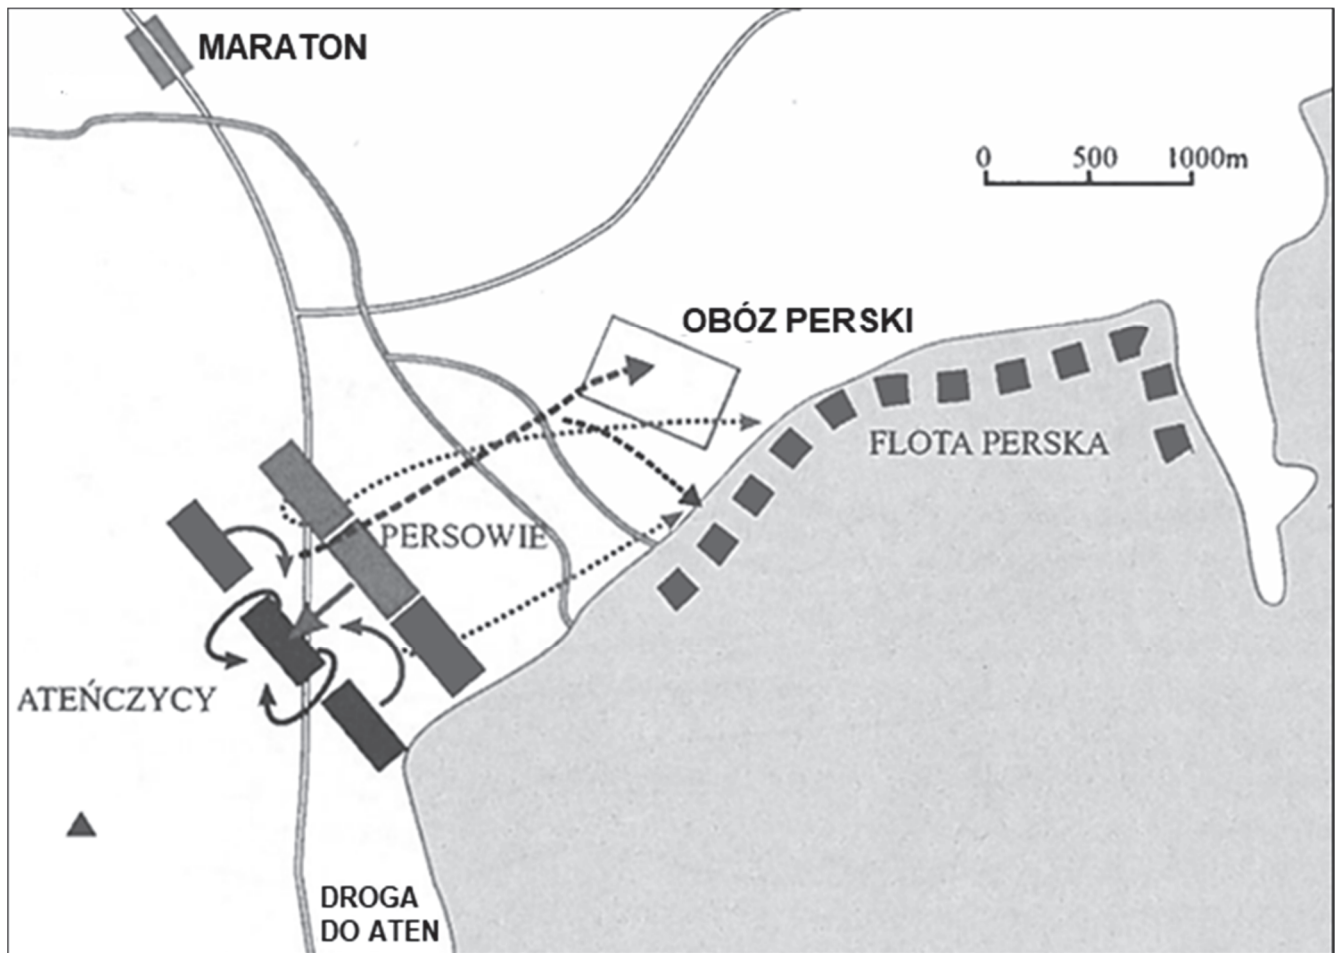 MARATON
0 500 1000m
OBÓZ PERSKI
FLOTA PERSKA
PERSOWIE
ATEŃCZYCY
DROGA
DO ATEN